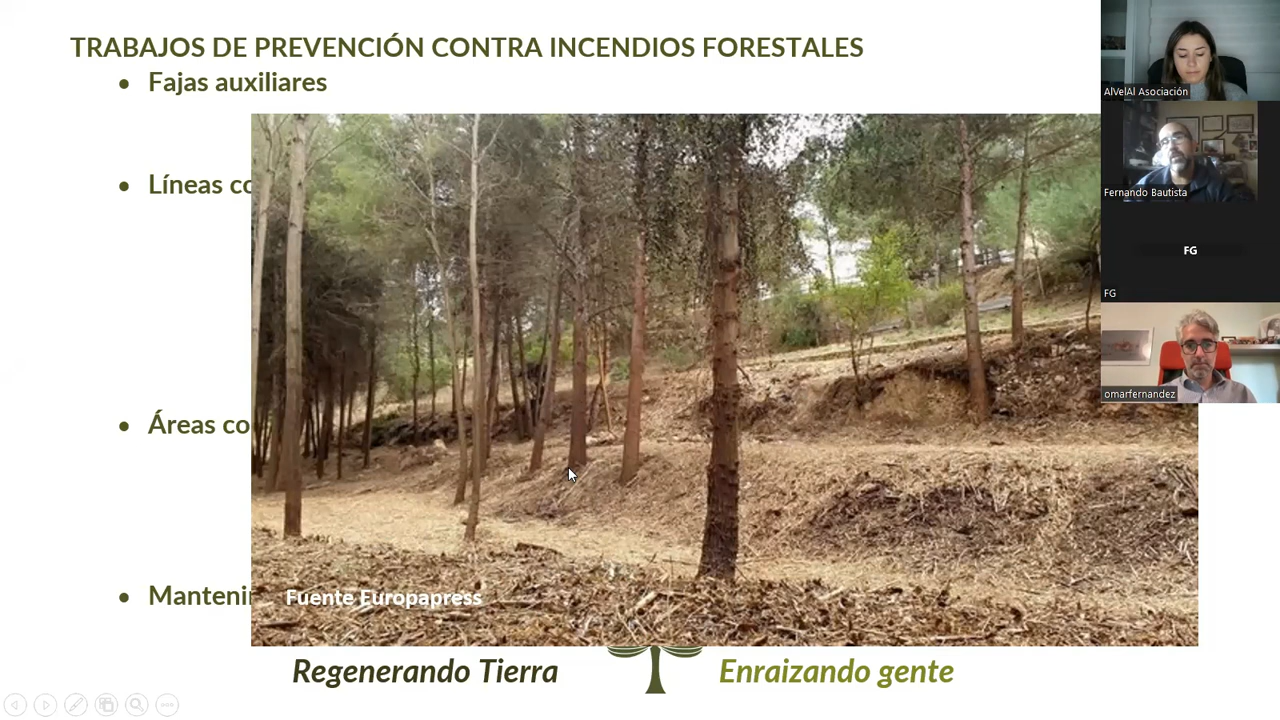 TRABAJOS DE PREVENCIÓN CONTRA INCENDIOS FORESTALES
• Fajas auxiliares
• Líneas co
• Áreas co
• Mantenir
Fuente Europapress
Regenerando Tierra
Enraizando gente
AlVelAl Asociación
Fernando Bautista
FG
FG
omarfernandez